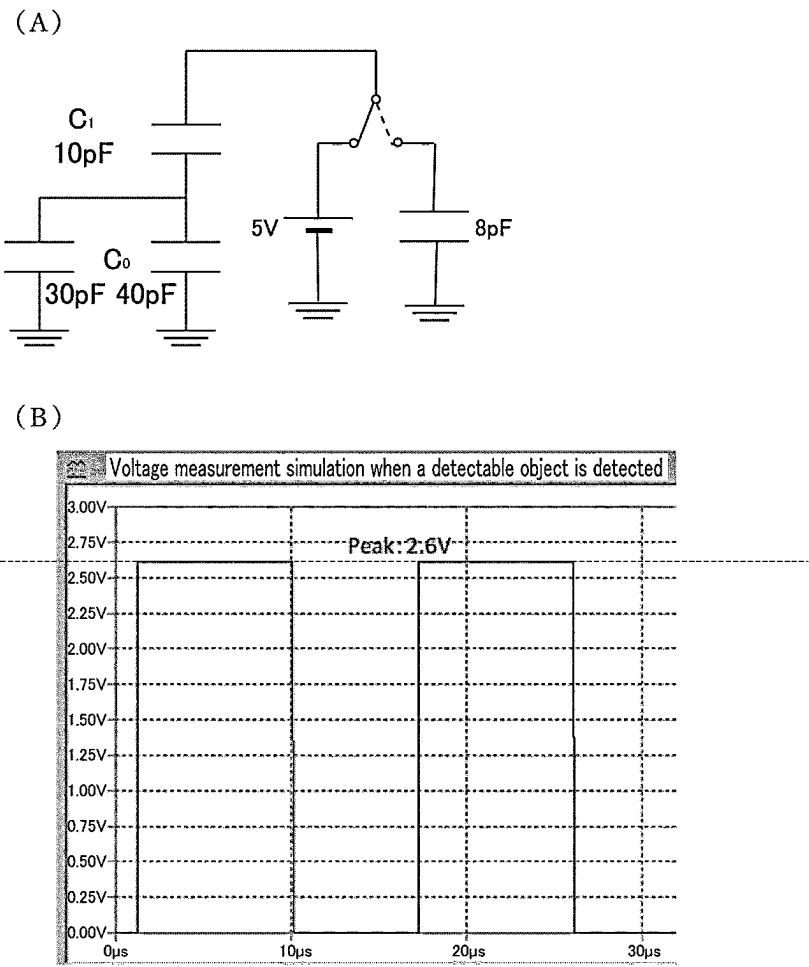 (A)
C₁
10pF
5V
8pF
C₀
30pF 40pF
(B)
Voltage measurement simulation when a detectable object is detected
3.00V
2.75V
Peak:2.6V
2.50V
2.25V
2.00V
1.75V
1.50V
1.25V
1.00V
0.75V
0.50V
0.25V
0.00V
0μs 10μs 20μs 30μs